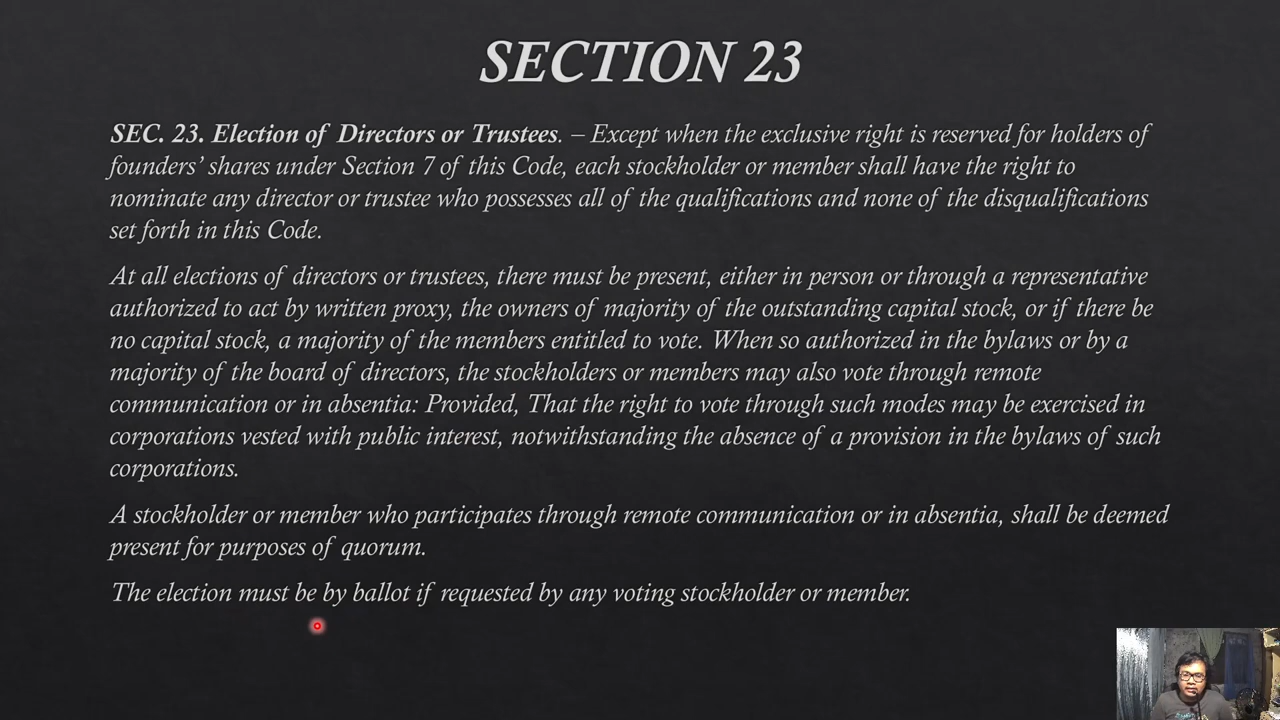 SECTION 23
SEC. 23. Election of Directors or Trustees. – Except when the exclusive right is reserved for holders of
founders’ shares under Section 7 of this Code, each stockholder or member shall have the right to
nominate any director or trustee who possesses all of the qualifications and none of the disqualifications
set forth in this Code.
At all elections of directors or trustees, there must be present, either in person or through a representative
authorized to act by written proxy, the owners of majority of the outstanding capital stock, or if there be
no capital stock, a majority of the members entitled to vote. When so authorized in the bylaws or by a
majority of the board of directors, the stockholders or members may also vote through remote
communication or in absentia: Provided, That the right to vote through such modes may be exercised in
corporations vested with public interest, notwithstanding the absence of a provision in the bylaws of such
corporations.
A stockholder or member who participates through remote communication or in absentia, shall be deemed
present for purposes of quorum.
The election must be by ballot if requested by any voting stockholder or member.